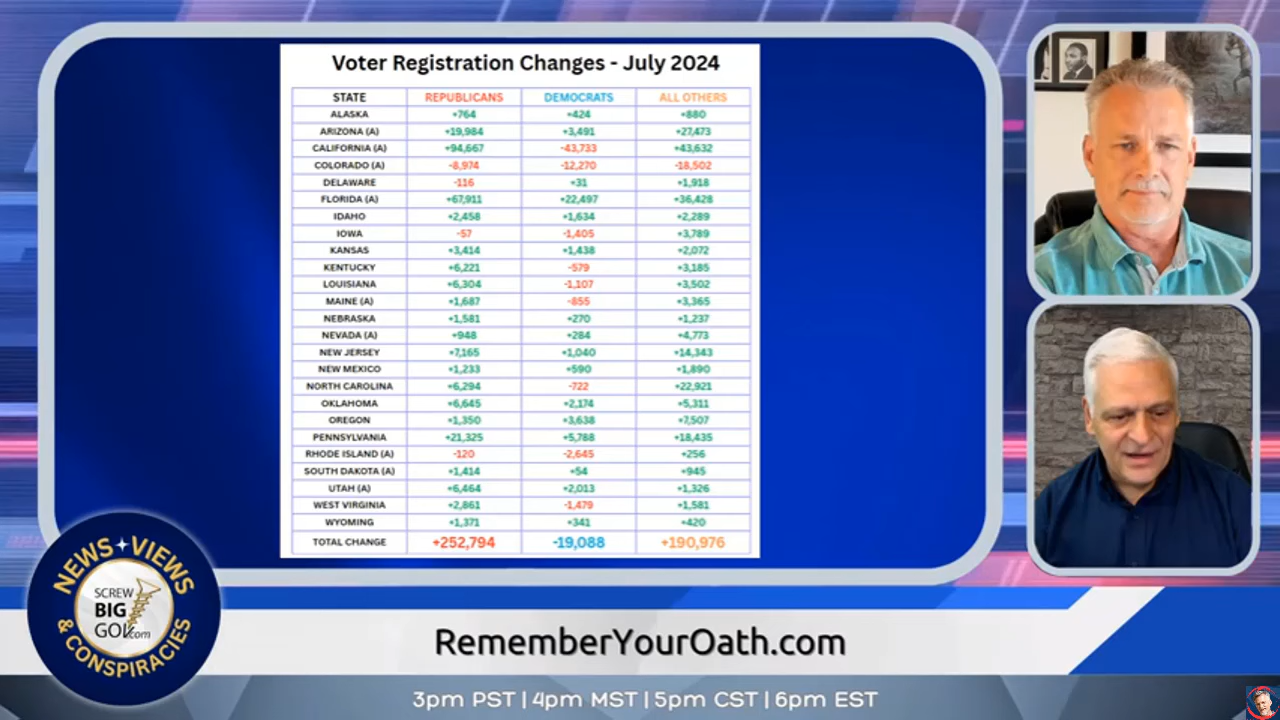 Voter Registration Changes - July 2024
STATE REPUBLICANS DEMOCRATS ALL OTHERS
ALASKA +764 +424 +880
ARIZONA (A) +19,984 +3,491 +27,473
CALIFORNIA (A) +94,667 -43,733 +43,632
COLORADO (A) -8,974 -12,270 -18,502
DELAWARE -116 +31 +1,918
FLORIDA (A) +67,911 +22,497 +36,428
IDAHO +2,458 +1,634 +2,289
IOWA -57 -1,405 +3,789
KANSAS +3,414 +1,438 +2,072
KENTUCKY +6,221 -579 +3,185
LOUISIANA +6,304 -1,107 +3,502
MAINE (A) +1,687 -855 +3,365
NEBRASKA +1,581 +270 +1,237
NEVADA (A) +948 +284 +4,773
NEW JERSEY +7,165 +1,040 +14,343
NEW MEXICO +1,233 +590 +1,890
NORTH CAROLINA +6,294 -722 +22,921
OKLAHOMA +6,645 +2,174 +5,311
OREGON +1,350 +3,638 +7,507
PENNSYLVANIA +21,325 +5,788 +18,435
RHODE ISLAND (A) -120 -2,645 +256
SOUTH DAKOTA (A) +1,414 +54 +945
UTAH (A) +6,464 +2,013 +1,326
WEST VIRGINIA +2,861 -1,479 +1,581
WYOMING +1,371 +341 +420
TOTAL CHANGE +252,794 -19,088 +190,976
NEWS VIEWS
SCREW
BIG
GOV.com
& CONSPIRACIES
RememberYourOath.com
3pm PST | 4pm MST | 5pm CST | 6pm EST